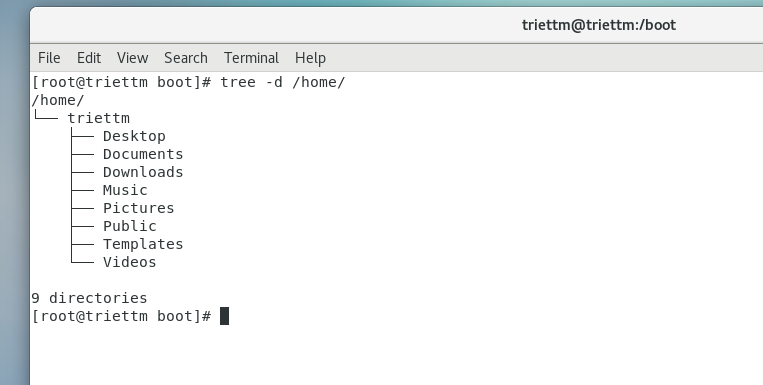 triettm@triettm:/boot
File Edit View Search Terminal Help
[root@triettm boot]# tree -d /home/
/home/
└── triettm
    ├── Desktop
    ├── Documents
    ├── Downloads
    ├── Music
    ├── Pictures
    ├── Public
    ├── Templates
    └── Videos

9 directories
[root@triettm boot]#